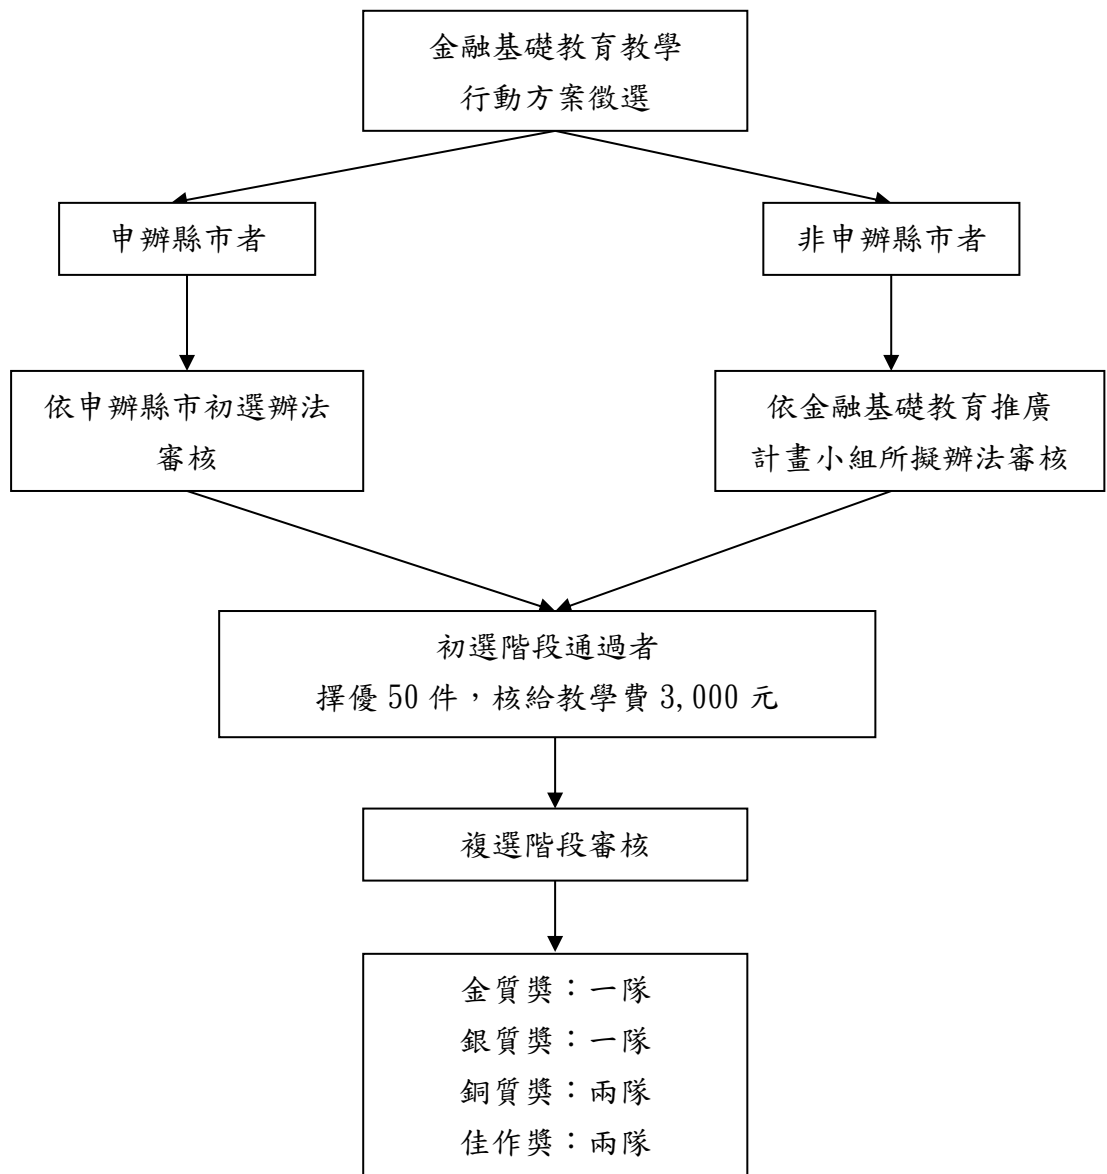 金融基礎教育教學
行動方案徵選
申辦縣市者
非申辦縣市者
依申辦縣市初選辦法
審核
依金融基礎教育推廣
計畫小組所擬辦法審核
初選階段通過者
擇優 50 件，核給教學費 3,000 元
複選階段審核
金質獎：一隊
銀質獎：一隊
銅質獎：兩隊
佳作獎：兩隊